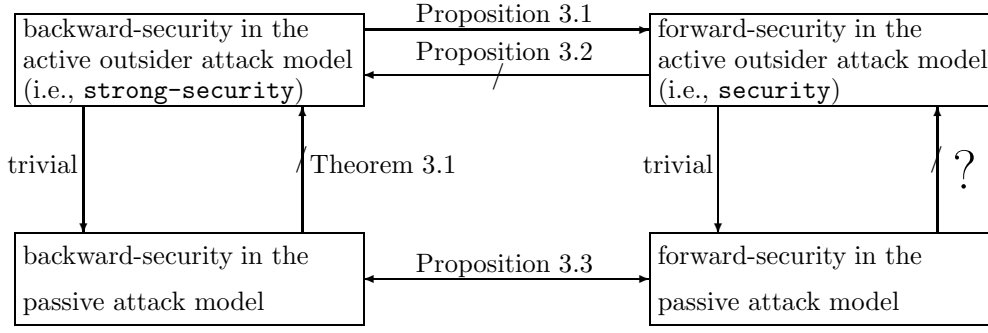 backward-security in the
active outsider attack model
(i.e., strong-security)
Proposition 3.1
Proposition 3.2
forward-security in the
active outsider attack model
(i.e., security)
trivial
Theorem 3.1
trivial
?
backward-security in the
passive attack model
Proposition 3.3
forward-security in the
passive attack model